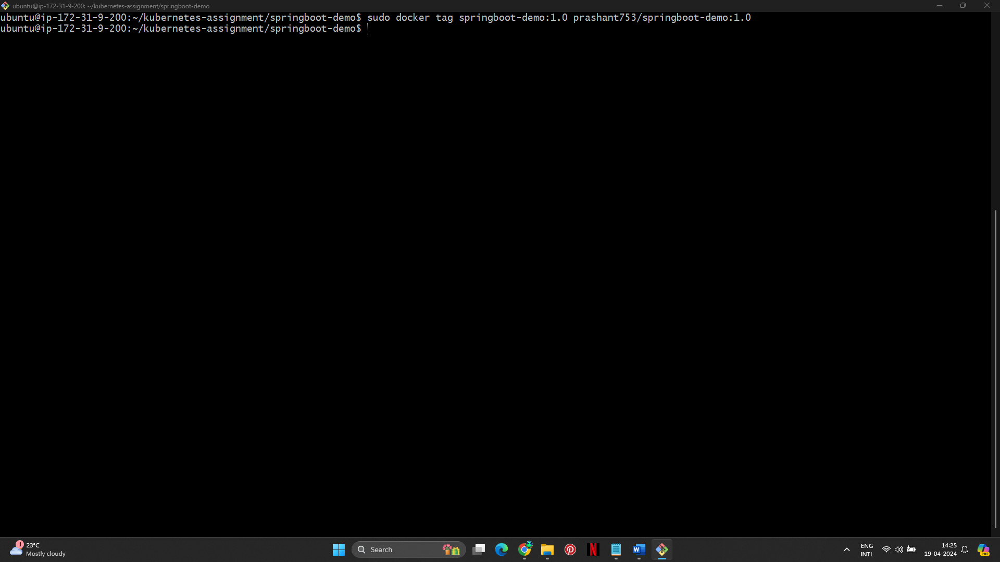 ubuntu@ip-172-31-9-200: ~/kubernetes-assignment/springboot-demo
ubuntu@ip-172-31-9-200:~/kubernetes-assignment/springboot-demo$ sudo docker tag springboot-demo:1.0 prashant753/springboot-demo:1.0
ubuntu@ip-172-31-9-200:~/kubernetes-assignment/springboot-demo$
1
23°C
Mostly cloudy
Search
N
W
ENG
INTL
14:25
19-04-2024
PRE